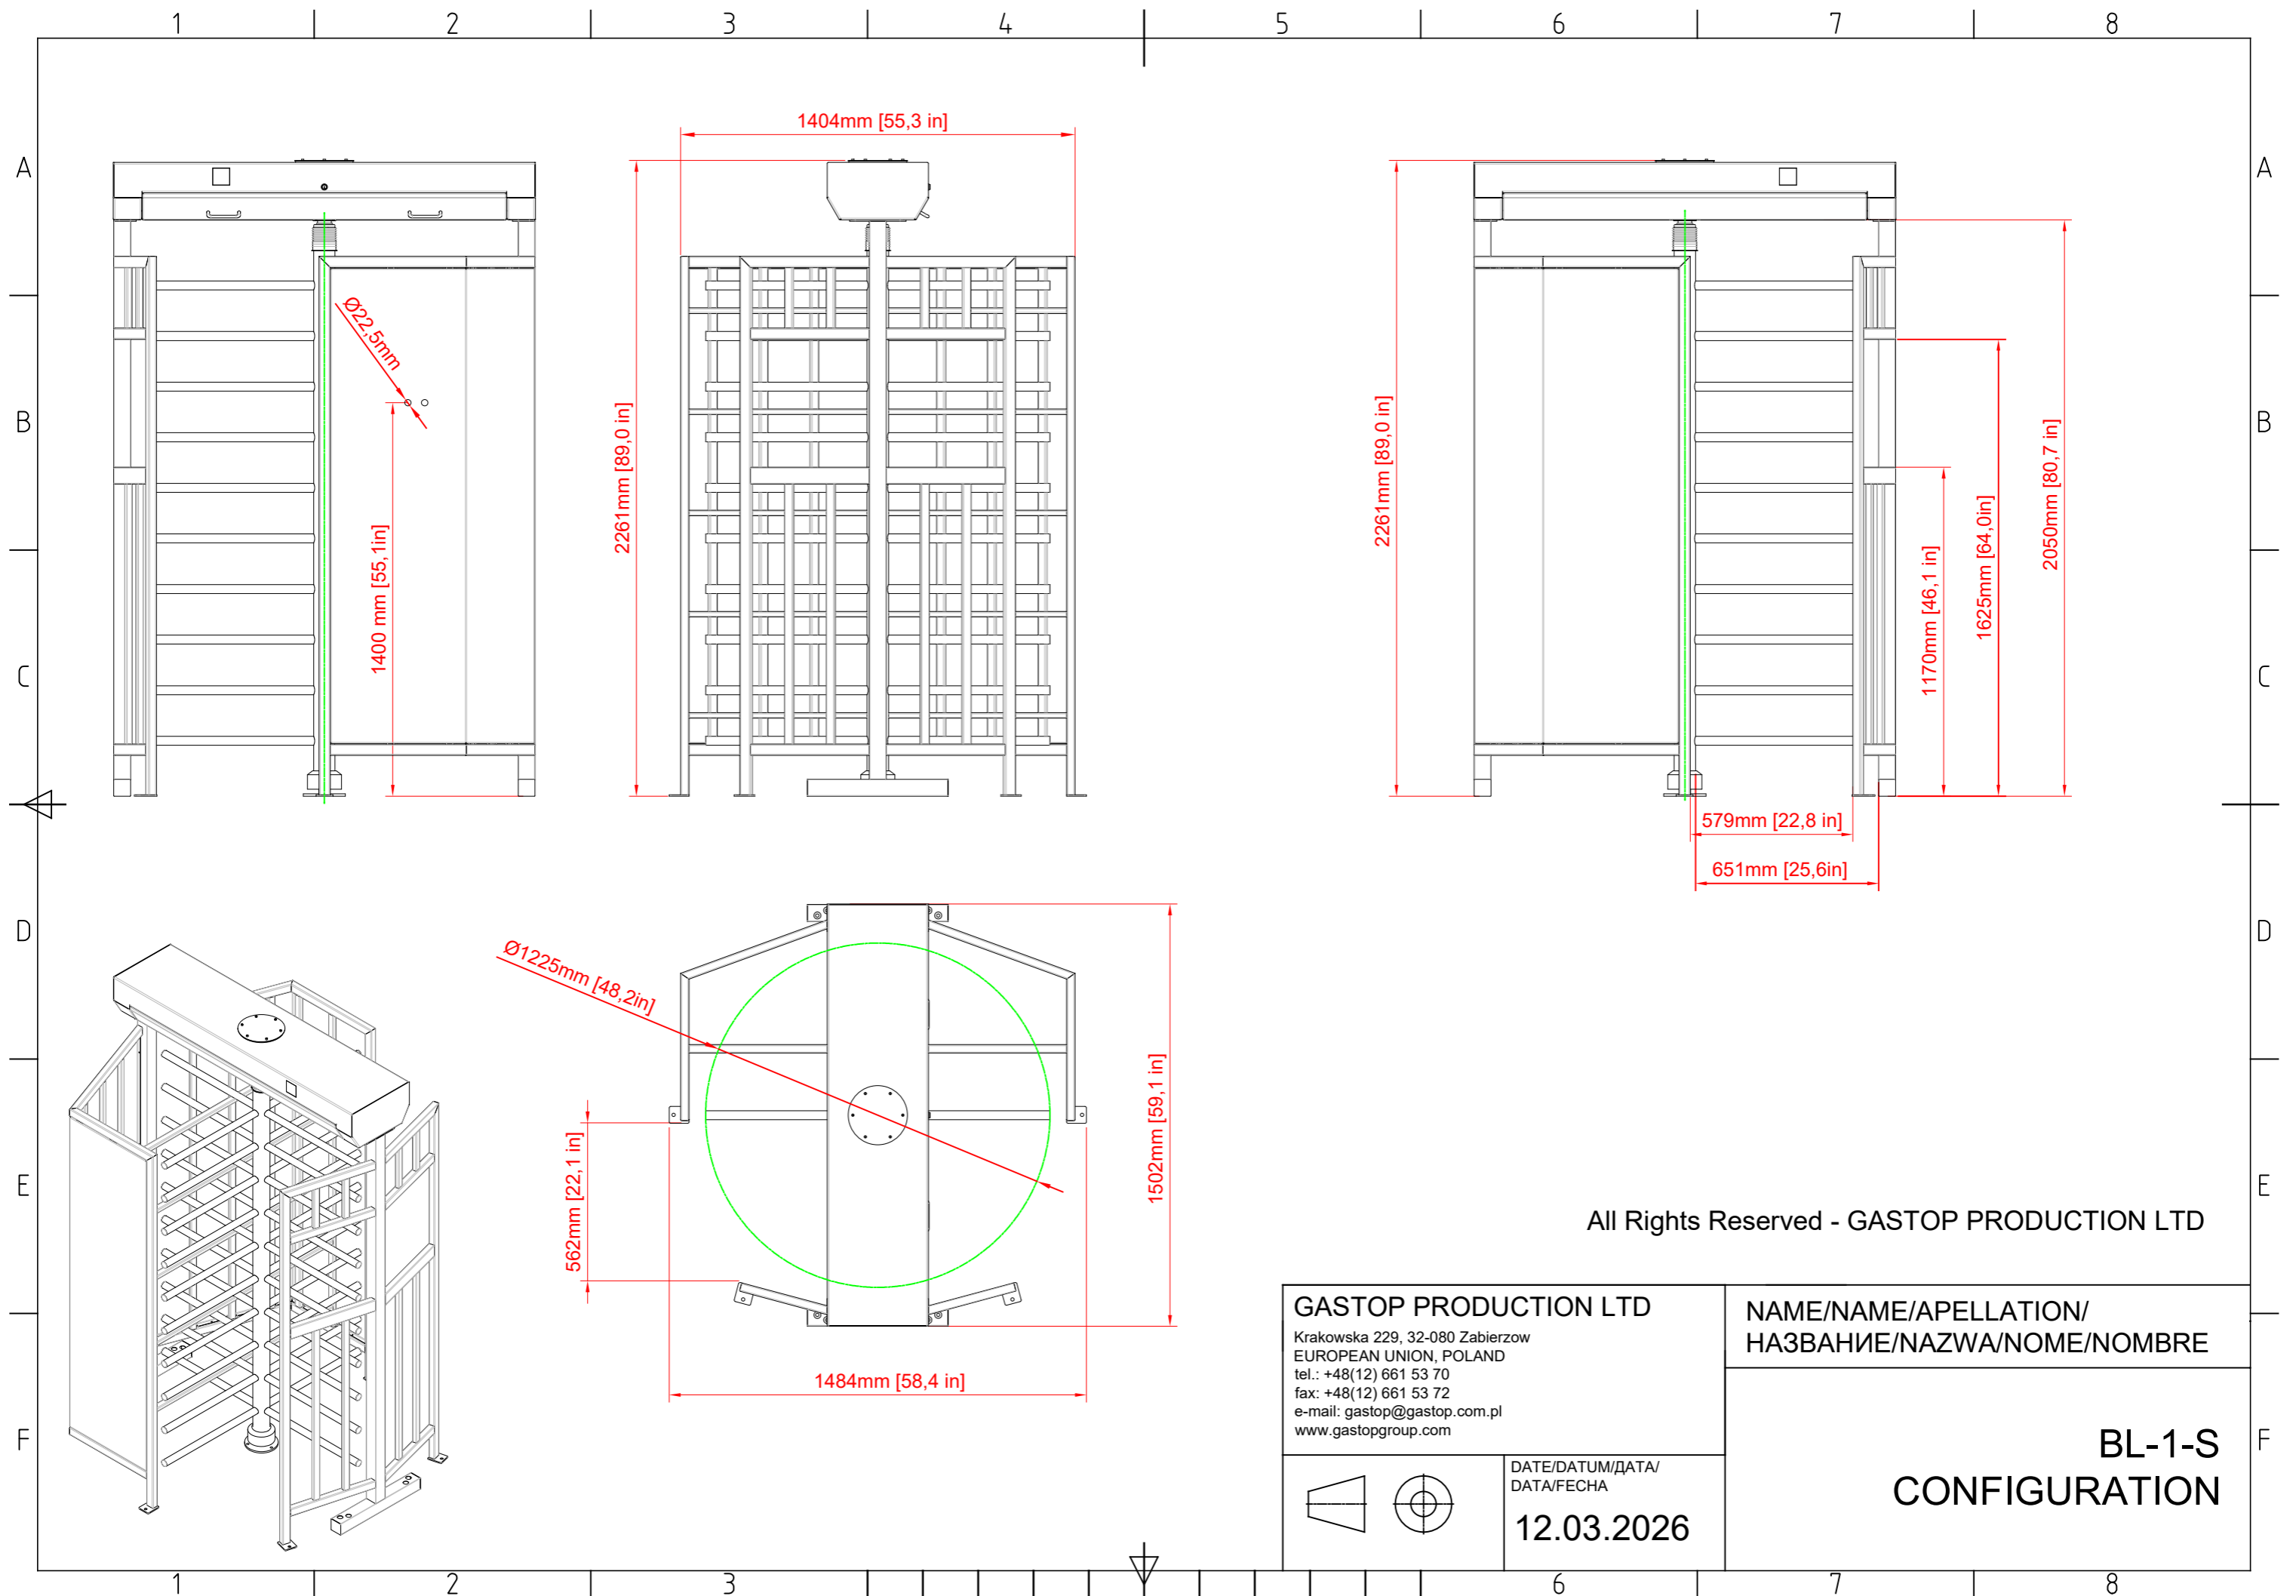 1 2 3 4 5 6 7 8
A A
B B
C C
D D
E E
F F
1 2 3 6 7 8
1404mm [55,3 in]
2261mm [89,0 in]
Ø22,5mm
1400 mm [55,1in]
2261mm [89,0 in]
2050mm [80,7 in]
1625mm [64,0in]
1170mm [46,1 in]
579mm [22,8 in]
651mm [25,6in]
Ø1225mm [48,2in]
562mm [22,1 in]
1502mm [59,1 in]
1484mm [58,4 in]
All Rights Reserved - GASTOP PRODUCTION LTD
GASTOP PRODUCTION LTD
Krakowska 229, 32-080 Zabierzow
EUROPEAN UNION, POLAND
tel.: +48(12) 661 53 70
fax: +48(12) 661 53 72
e-mail: gastop@gastop.com.pl
www.gastopgroup.com
DATE/DATUM/ДАТА/
DATA/FECHA
12.03.2026
NAME/NAME/APELLATION/
НАЗВАНИЕ/NAZWA/NOME/NOMBRE
BL-1-S
CONFIGURATION